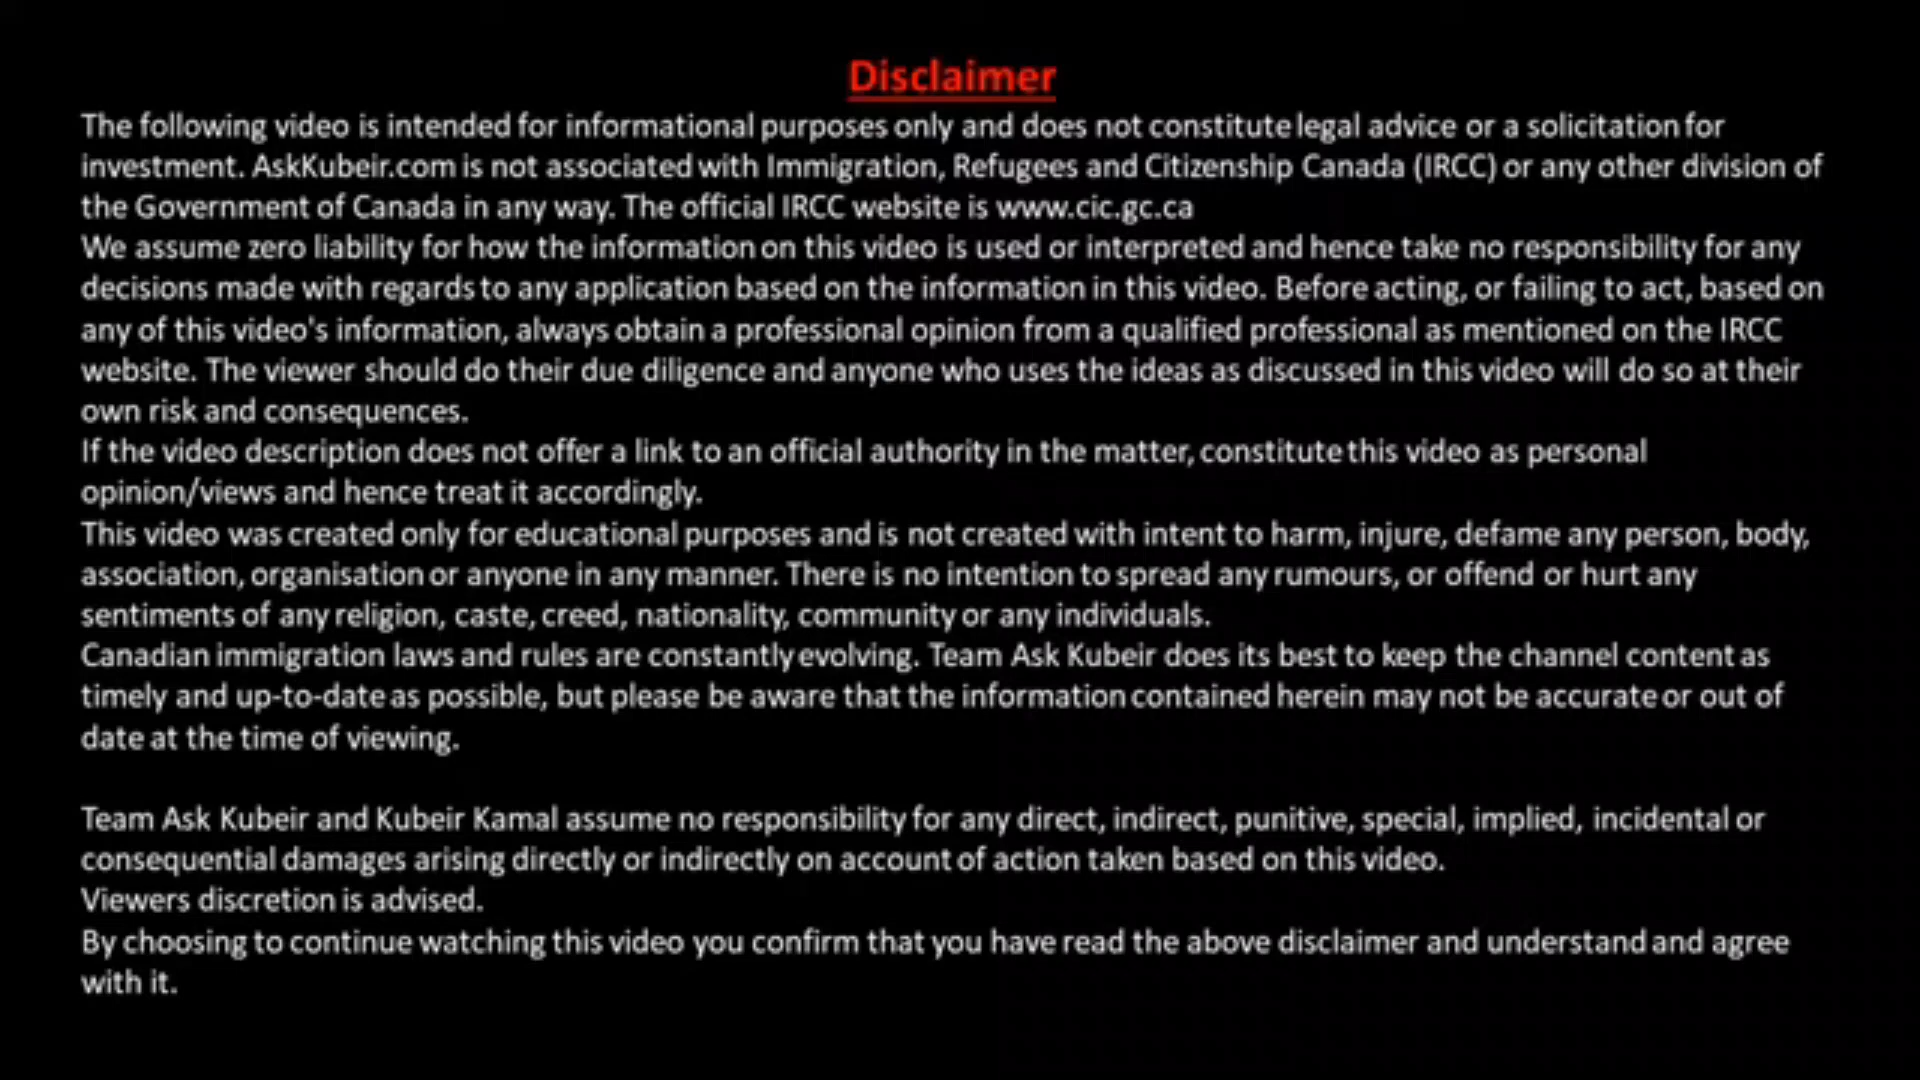 Disclaimer
The following video is intended for informational purposes only and does not constitute legal advice or a solicitation for
investment. AskKubeir.com is not associated with Immigration, Refugees and Citizenship Canada (IRCC) or any other division of
the Government of Canada in any way. The official IRCC website is www.cic.gc.ca
We assume zero liability for how the information on this video is used or interpreted and hence take no responsibility for any
decisions made with regards to any application based on the information in this video. Before acting, or failing to act, based on
any of this video's information, always obtain a professional opinion from a qualified professional as mentioned on the IRCC
website. The viewer should do their due diligence and anyone who uses the ideas as discussed in this video will do so at their
own risk and consequences.
If the video description does not offer a link to an official authority in the matter, constitute this video as personal
opinion/views and hence treat it accordingly.
This video was created only for educational purposes and is not created with intent to harm, injure, defame any person, body,
association, organisation or anyone in any manner. There is no intention to spread any rumours, or offend or hurt any
sentiments of any religion, caste, creed, nationality, community or any individuals.
Canadian immigration laws and rules are constantly evolving. Team Ask Kubeir does its best to keep the channel content as
timely and up-to-date as possible, but please be aware that the information contained herein may not be accurate or out of
date at the time of viewing.
Team Ask Kubeir and Kubeir Kamal assume no responsibility for any direct, indirect, punitive, special, implied, incidental or
consequential damages arising directly or indirectly on account of action taken based on this video.
Viewers discretion is advised.
By choosing to continue watching this video you confirm that you have read the above disclaimer and understand and agree
with it.